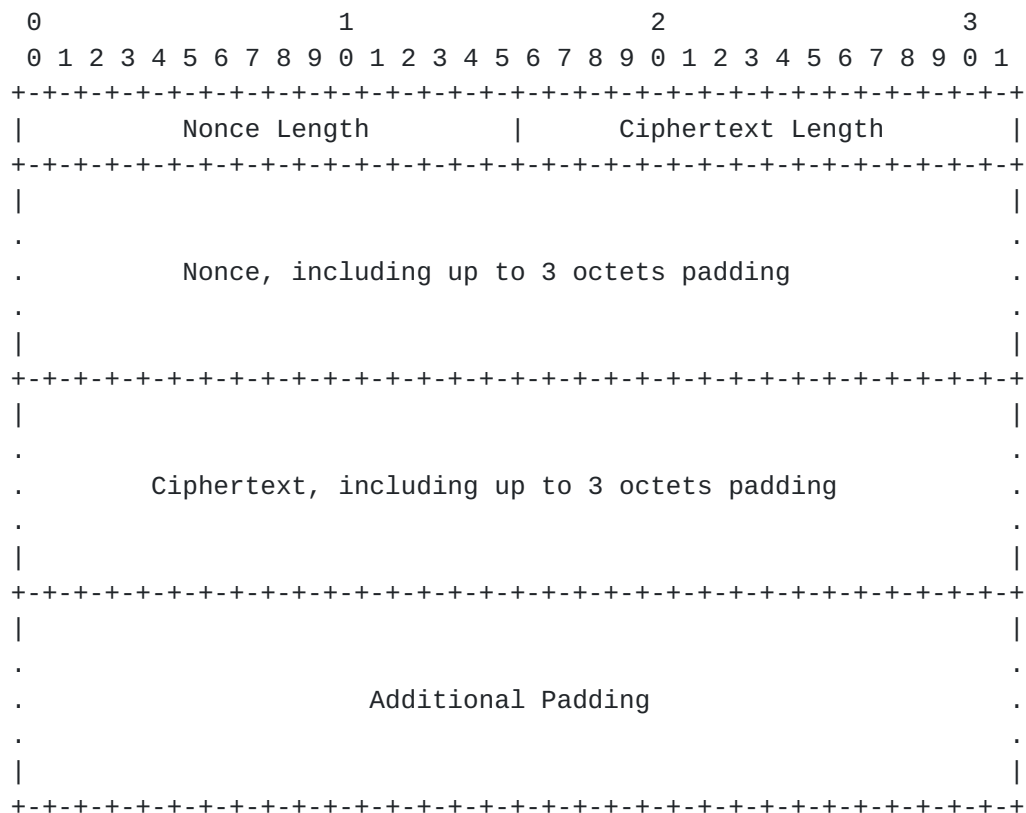 0                   1                   2                   3
 0 1 2 3 4 5 6 7 8 9 0 1 2 3 4 5 6 7 8 9 0 1 2 3 4 5 6 7 8 9 0 1
+-+-+-+-+-+-+-+-+-+-+-+-+-+-+-+-+-+-+-+-+-+-+-+-+-+-+-+-+-+-+-+-+
|          Nonce Length         |      Ciphertext Length        |
+-+-+-+-+-+-+-+-+-+-+-+-+-+-+-+-+-+-+-+-+-+-+-+-+-+-+-+-+-+-+-+-+
|                                                               |
.                                                               .
.          Nonce, including up to 3 octets padding              .
.                                                               .
|                                                               |
+-+-+-+-+-+-+-+-+-+-+-+-+-+-+-+-+-+-+-+-+-+-+-+-+-+-+-+-+-+-+-+-+
|                                                               |
.                                                               .
.        Ciphertext, including up to 3 octets padding           .
.                                                               .
|                                                               |
+-+-+-+-+-+-+-+-+-+-+-+-+-+-+-+-+-+-+-+-+-+-+-+-+-+-+-+-+-+-+-+-+
|                                                               |
.                                                               .
.                      Additional Padding                       .
.                                                               .
|                                                               |
+-+-+-+-+-+-+-+-+-+-+-+-+-+-+-+-+-+-+-+-+-+-+-+-+-+-+-+-+-+-+-+-+